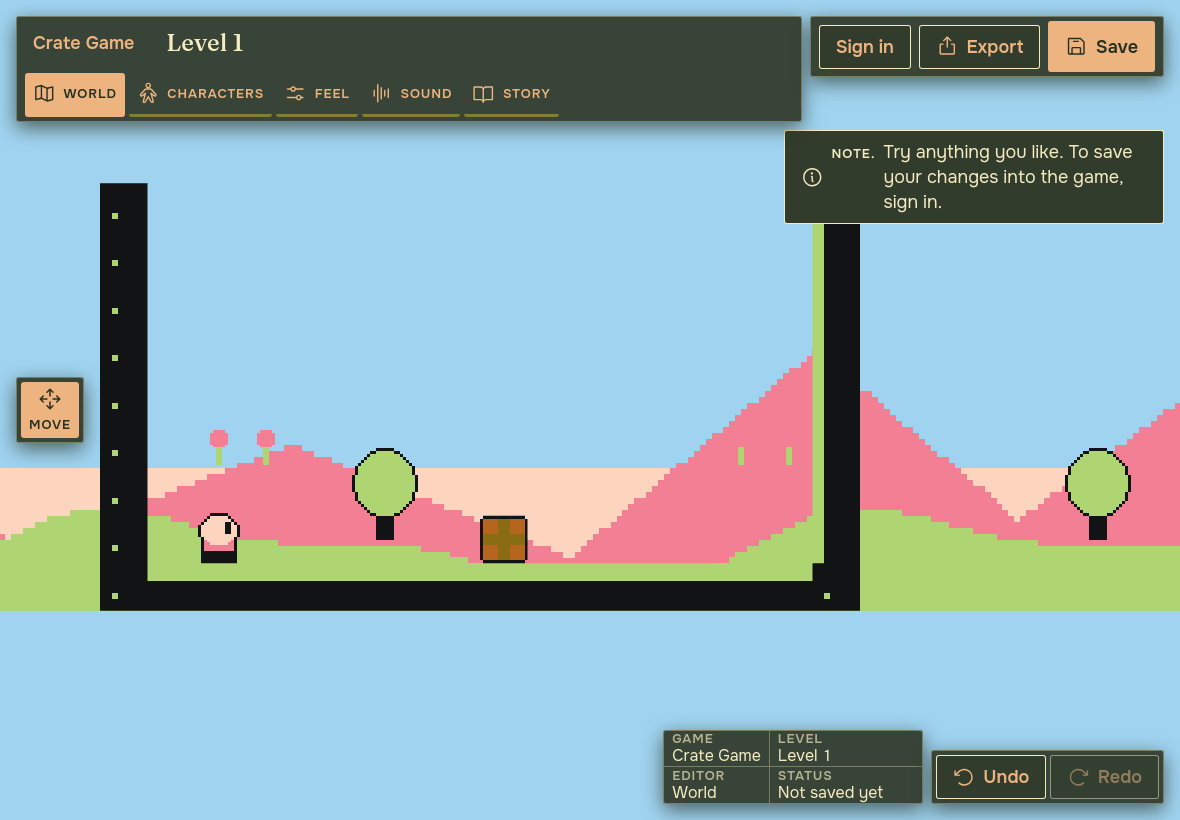 Crate Game Level 1
Sign in
Export
Save
WORLD
CHARACTERS
FEEL
SOUND
STORY
NOTE. Try anything you like. To save
your changes into the game,
sign in.
MOVE
GAME
Crate Game
LEVEL
Level 1
EDITOR
World
STATUS
Not saved yet
Undo
Redo